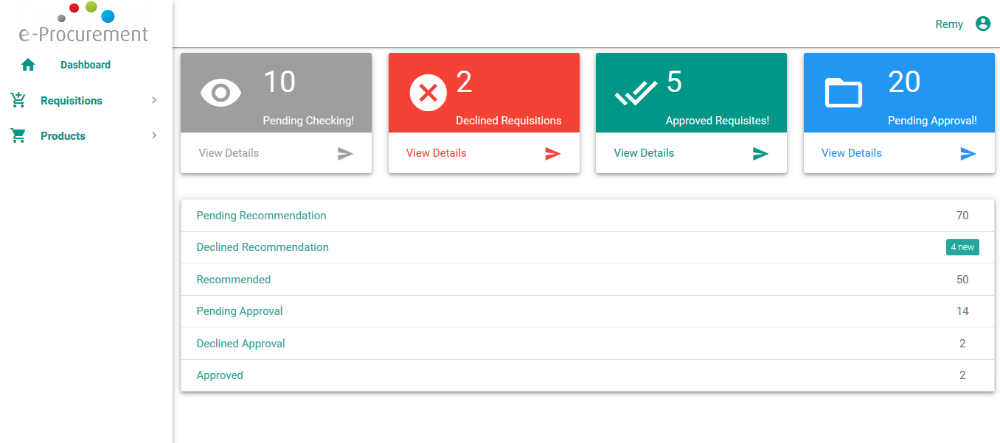 e-Procurement
Remy
Dashboard
Requisitions
Products
10
Pending Checking!
View Details
2
Declined Requisitions
View Details
5
Approved Requisites!
View Details
20
Pending Approval!
View Details
Pending Recommendation 70
Declined Recommendation 4 new
Recommended 50
Pending Approval 14
Declined Approval 2
Approved 2